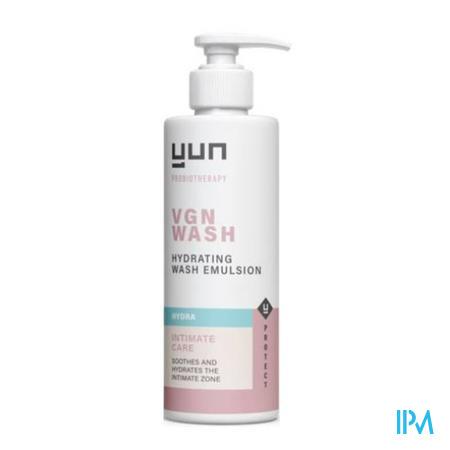 yun
PROBIOTHERAPY
VGN
WASH
HYDRATING
WASH EMULSION
HYDRA
INTIMATE
CARE
SOOTHES AND
HYDRATES THE
INTIMATE ZONE
PROTECT
IPM